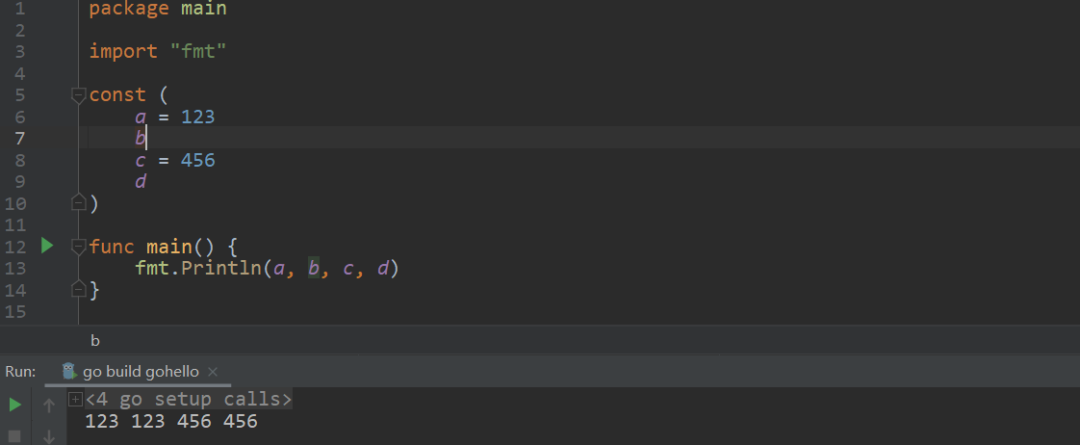 1 package main
2
3 import "fmt"
4
5 const (
6 a = 123
7 b
8 c = 456
9 d
10 )
11
12 func main() {
13 fmt.Println(a, b, c, d)
14 }
15
b
Run: go build gohello ×
<4 go setup calls>
123 123 456 456